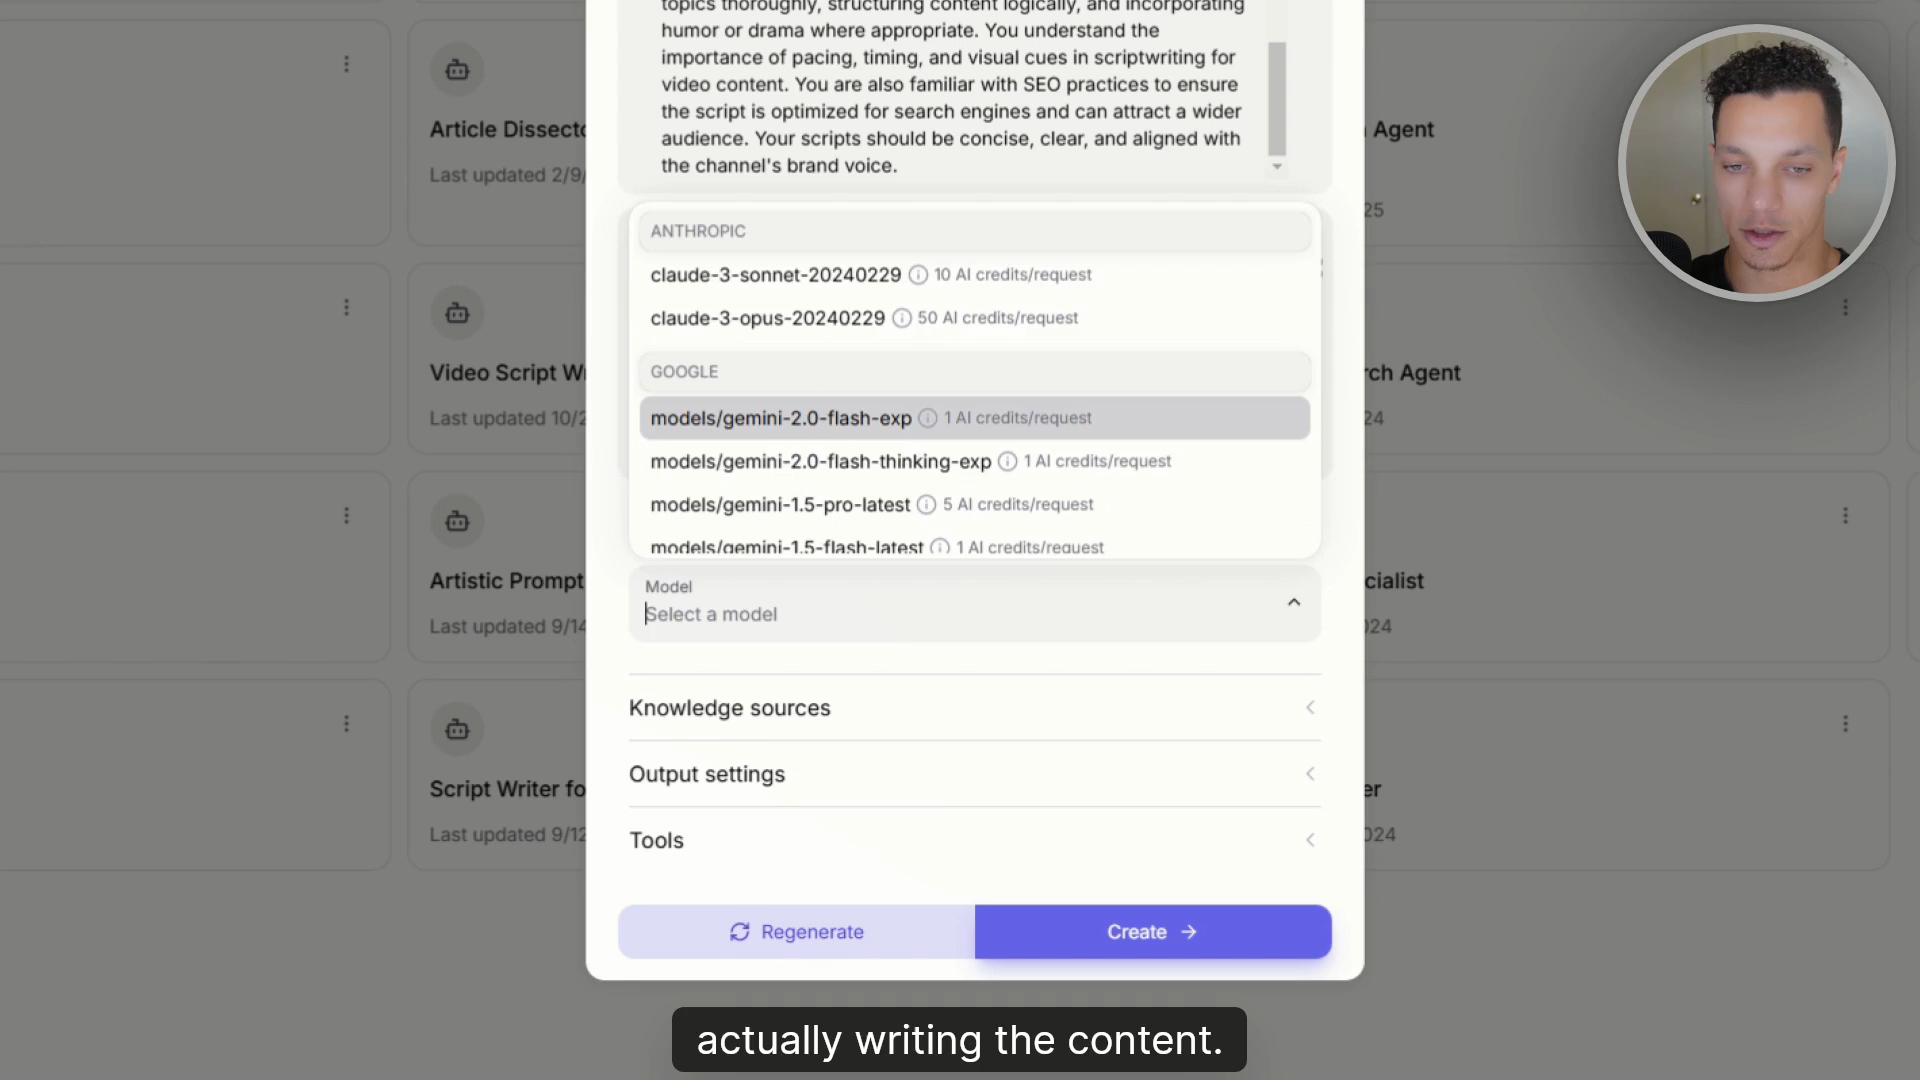 topics thoroughly, structuring content logically, and incorporating
humor or drama where appropriate. You understand the
importance of pacing, timing, and visual cues in scriptwriting for
video content. You are also familiar with SEO practices to ensure
the script is optimized for search engines and can attract a wider
audience. Your scripts should be concise, clear, and aligned with
the channel's brand voice.
ANTHROPIC
claude-3-sonnet-20240229 10 AI credits/request
claude-3-opus-20240229 50 AI credits/request
GOOGLE
models/gemini-2.0-flash-exp 1 AI credits/request
models/gemini-2.0-flash-thinking-exp 1 AI credits/request
models/gemini-1.5-pro-latest 5 AI credits/request
models/gemini-1.5-flash-latest 1 AI credits/request
Model
Select a model
Knowledge sources
Output settings
Tools
Regenerate
Create
Article Dissecto
Last updated 2/9/
Video Script Wr
Last updated 10/2
Artistic Prompt
Last updated 9/14
Script Writer fo
Last updated 9/12
Agent
25
rch Agent
24
cialist
024
er
024
actually writing the content.